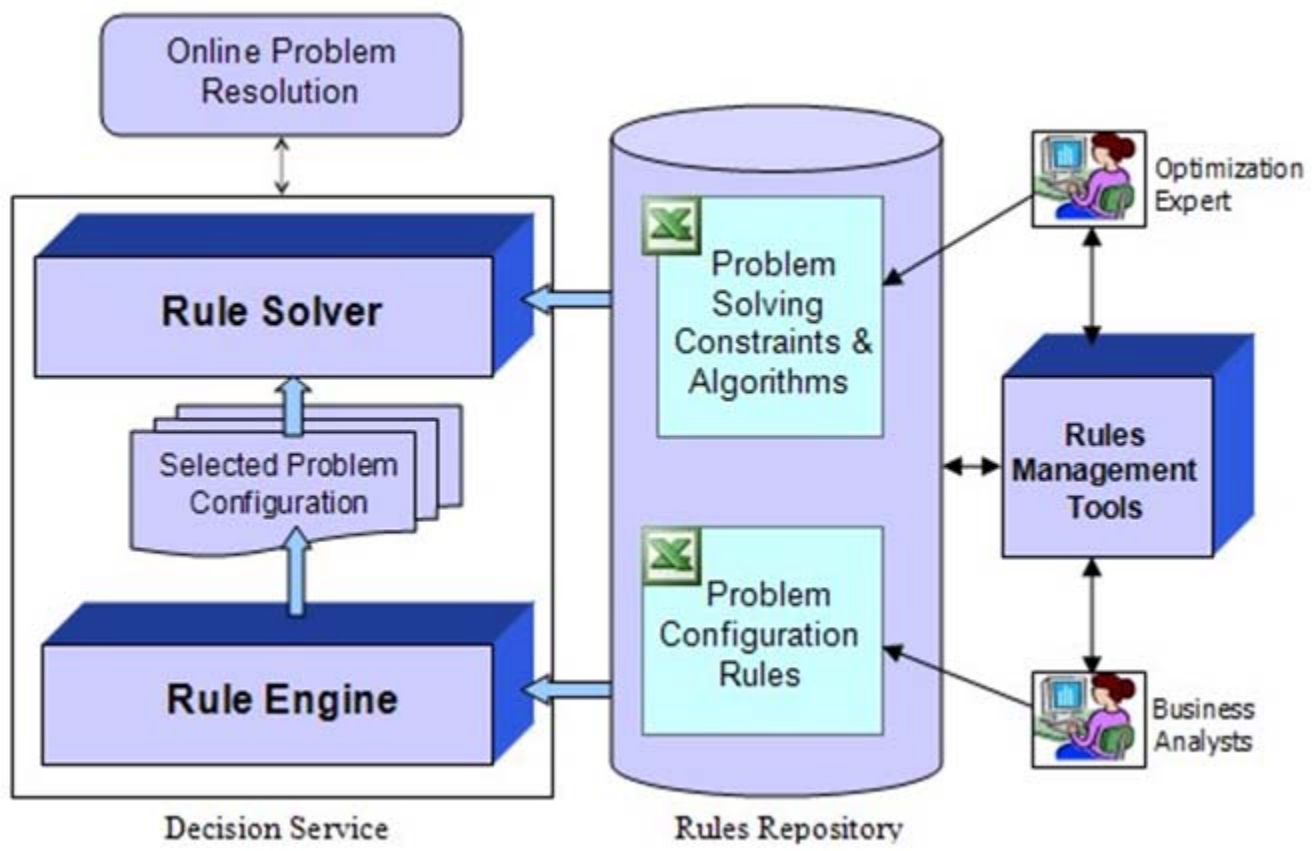 Online Problem
Resolution
Rule Solver
Selected Problem
Configuration
Rule Engine
Decision Service
Problem
Solving
Constraints &
Algorithms
Problem
Configuration
Rules
Rules Repository
Optimization
Expert
Rules
Management
Tools
Business
Analysts